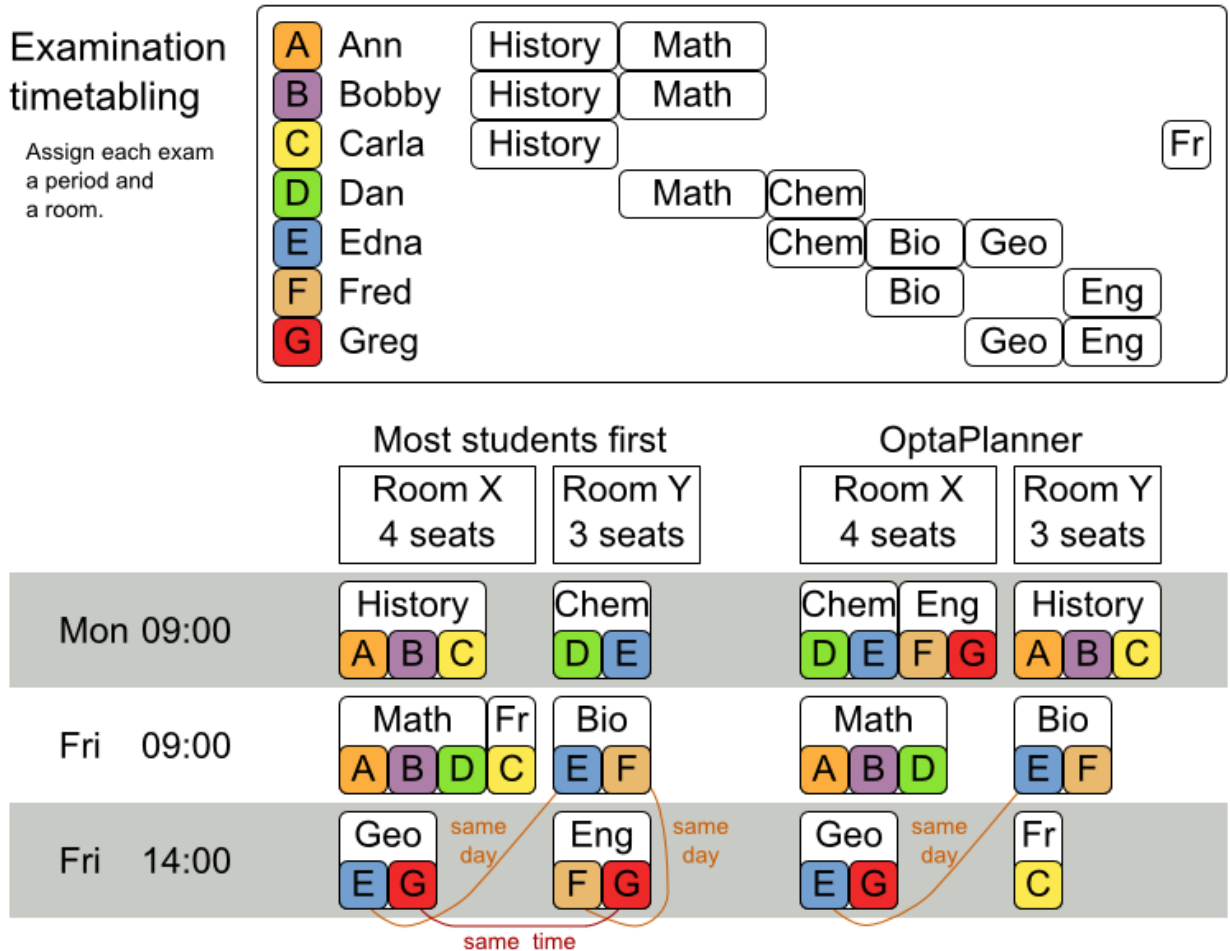 Examination
timetabling
Assign each exam
a period and
a room.
A Ann History Math
B Bobby History Math
C Carla History Fr
D Dan Math Chem
E Edna Chem Bio Geo
F Fred Bio Eng
G Greg Geo Eng
Most students first OptaPlanner
Room X Room Y Room X Room Y
4 seats 3 seats 4 seats 3 seats
History Chem Chem Eng History
Mon 09:00 A B C D E D E F G A B C
Math Fr Bio Math Bio
Fri 09:00 A B D C E F A B D E F
Geo same Eng same Geo same Fr
day day day
Fri 14:00 E G F G E G C
same time